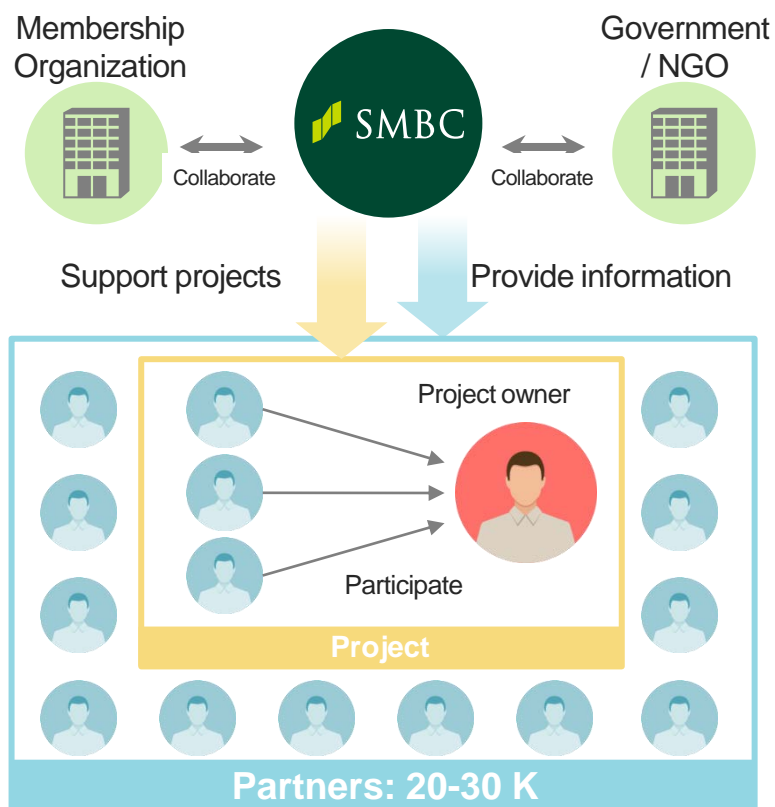 Membership
Organization
Government
/ NGO
SMBC
Collaborate
Collaborate
Support projects
Provide information
Project owner
Participate
Project
Partners: 20-30 K